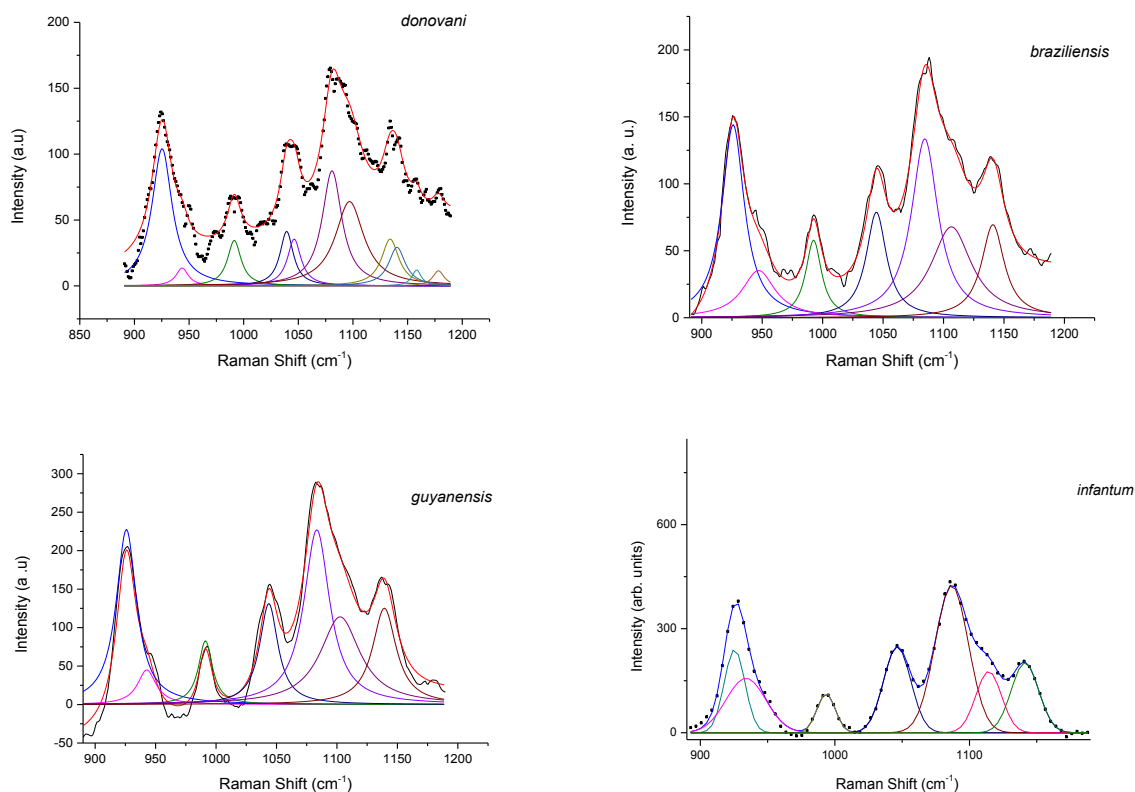 donovani
200
150
100
50
0
Intensity (a.u)
850 900 950 1000 1050 1100 1150 1200
Raman Shift (cm-1)
braziliensis
200
150
100
50
0
Intensity (a. u.)
900 950 1000 1050 1100 1150 1200
Raman Shift (cm-1)
guyanensis
300
250
200
150
100
50
0
-50
Intensity (a .u)
900 950 1000 1050 1100 1150 1200
Raman Shift (cm-1)
infantum
600
300
0
Intensity (arb. units)
900 1000 1100
Raman Shift (cm-1)